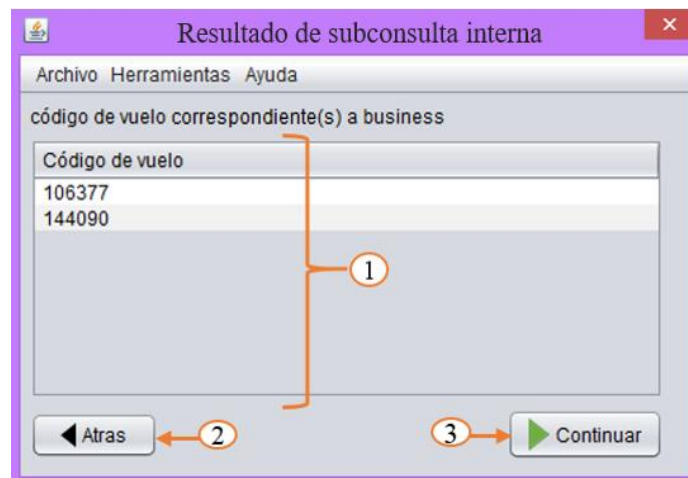 Resultado de subconsulta interna
Archivo Herramientas Ayuda
código de vuelo correspondiente(s) a business
Código de vuelo
106377
144090
1
Atras
2
3
Continuar